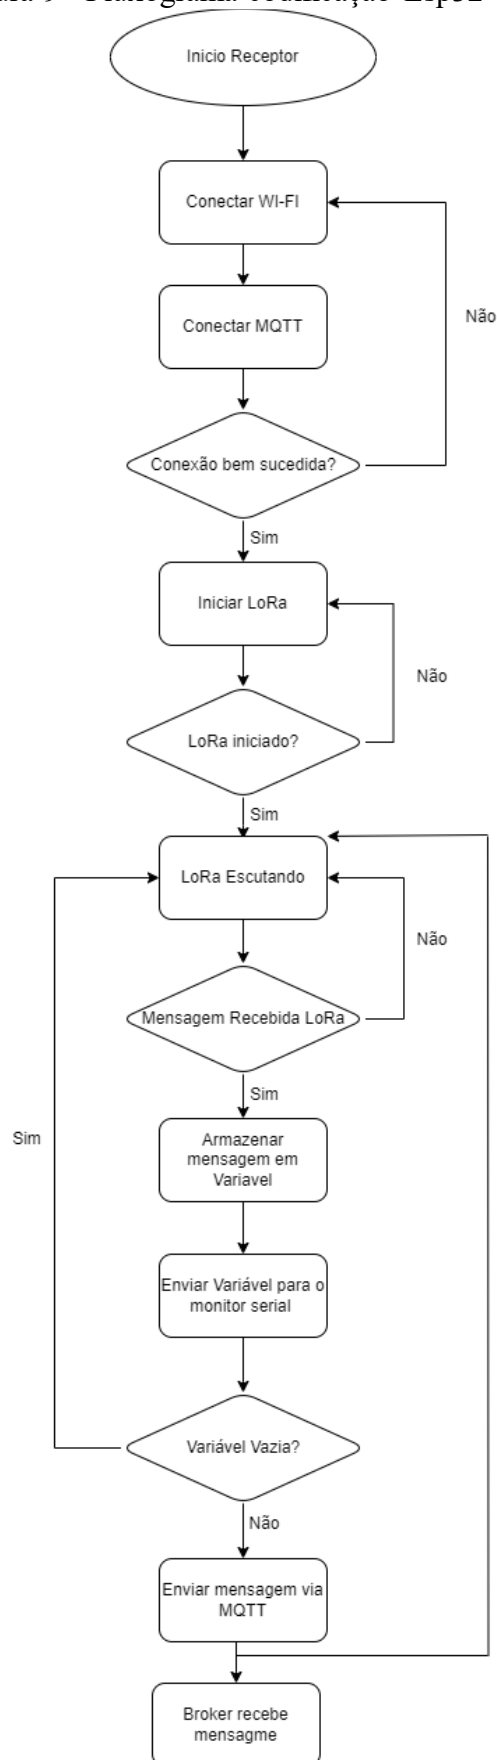 Inicio Receptor
Conectar WI-FI
Não
Conectar MQTT
Conexão bem sucedida?
Sim
Iniciar LoRa
Não
LoRa iniciado?
Sim
LoRa Escutando
Não
Mensagem Recebida LoRa
Sim
Armazenar
mensagem em
Variavel
Sim
Enviar Variável para o
monitor serial
Variável Vazia?
Não
Enviar mensagem via
MQTT
Broker recebe
mensagme